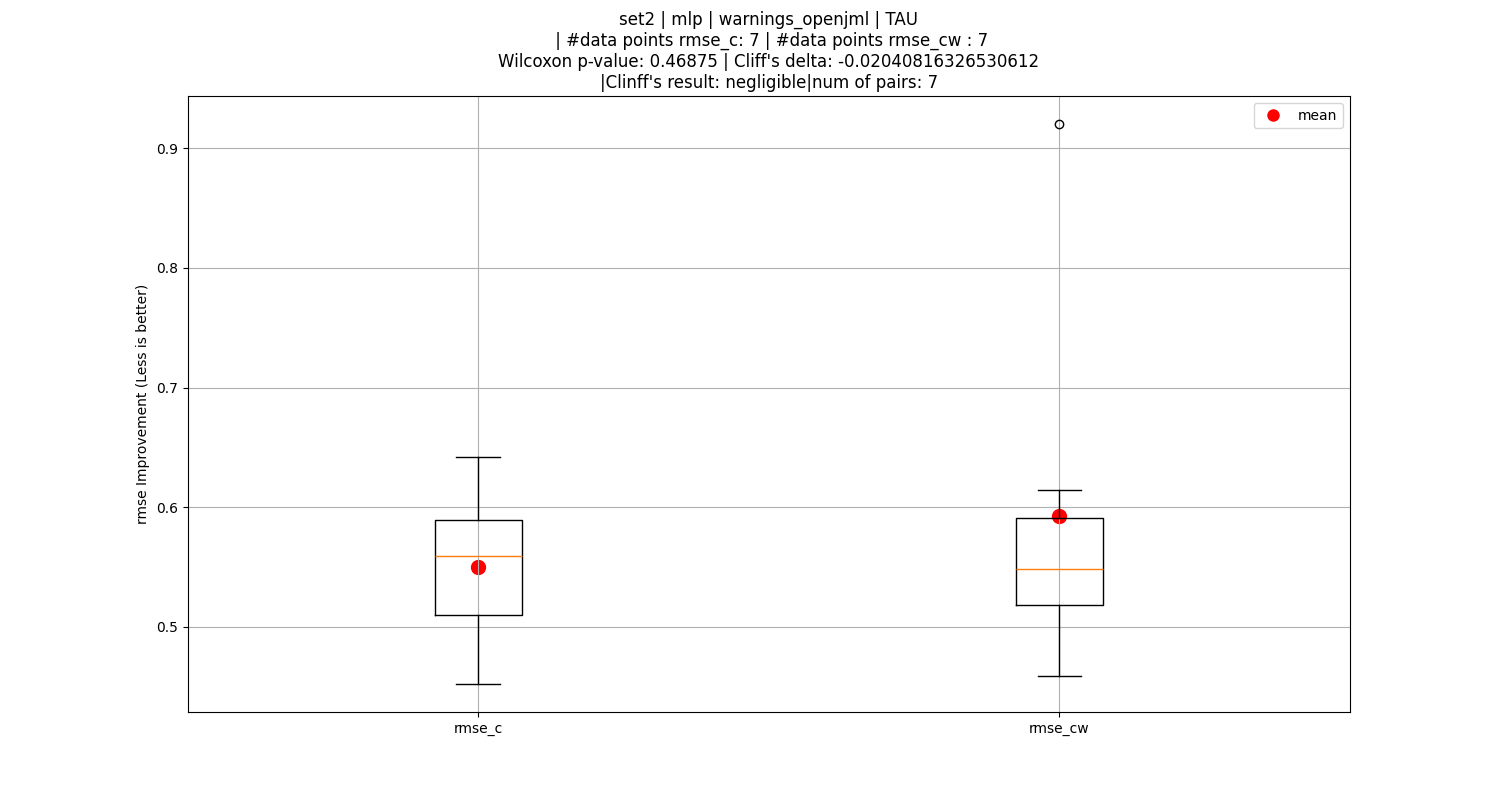 set2 | mlp | warnings_openjml | TAU
| #data points rmse_c: 7 | #data points rmse_cw : 7
Wilcoxon p-value: 0.46875 | Cliff's delta: -0.02040816326530612
|Clinff's result: negligible|num of pairs: 7
mean
0.9
0.8
0.7
0.6
0.5
rmse Improvement (Less is better)
rmse_c
rmse_cw